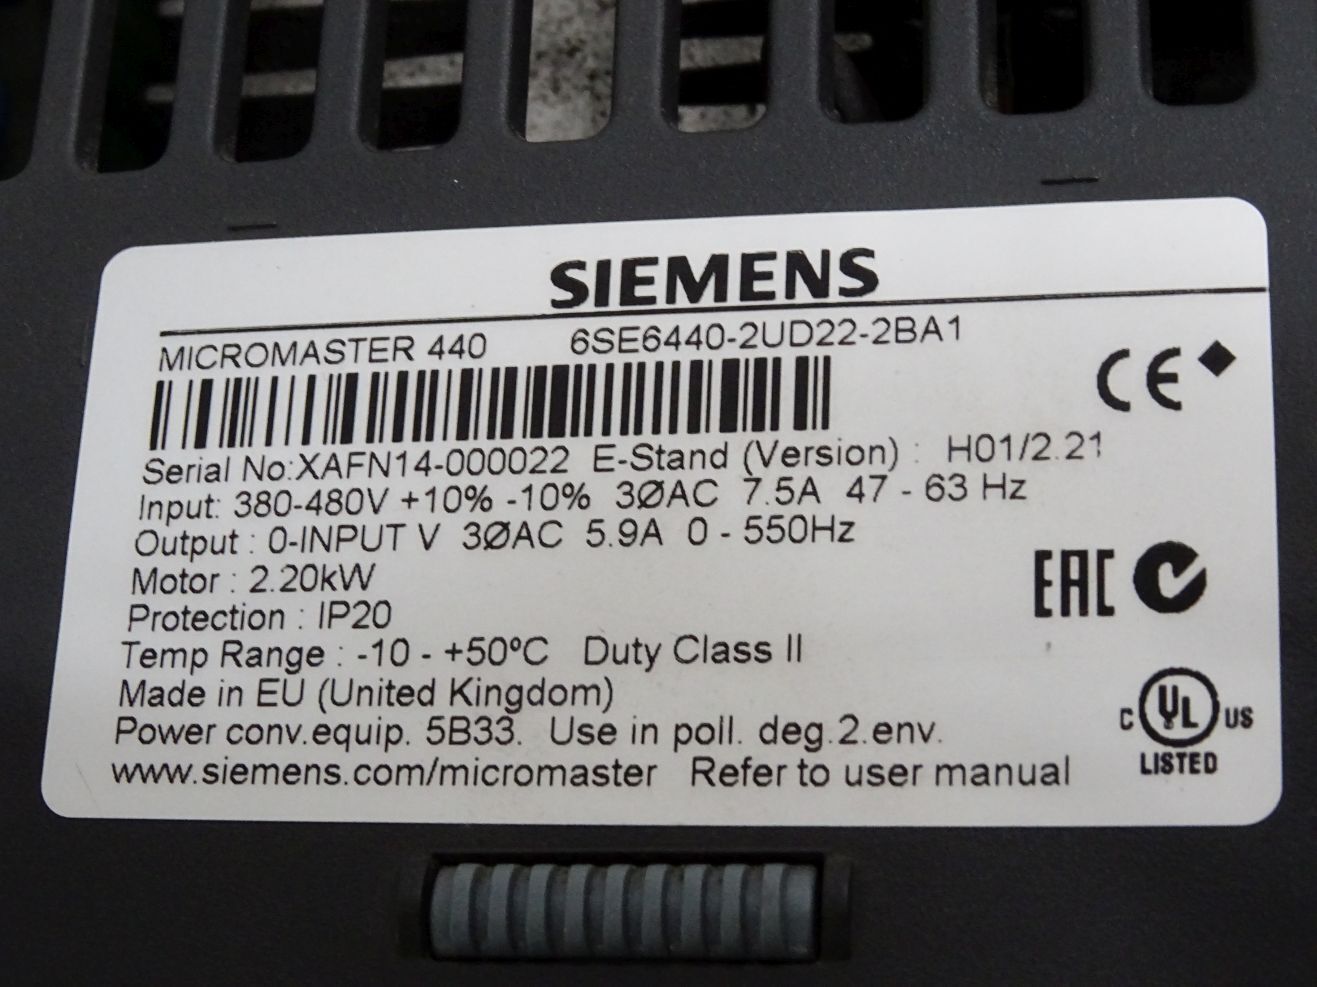 SIEMENS
MICROMASTER 440 6SE6440-2UD22-2BA1
CE
Serial No:XAFN14-000022 E-Stand (Version) : H01/2.21
Input: 380-480V +10% -10% 3ØAC 7.5A 47 - 63 Hz
Output : 0-INPUT V 3ØAC 5.9A 0 - 550Hz
Motor : 2.20kW
EAC
Protection : IP20
Temp Range : -10 - +50ºC Duty Class II
Made in EU (United Kingdom)
C UL US
Power conv.equip. 5B33. Use in poll. deg.2.env.
www.siemens.com/micromaster Refer to user manual
LISTED